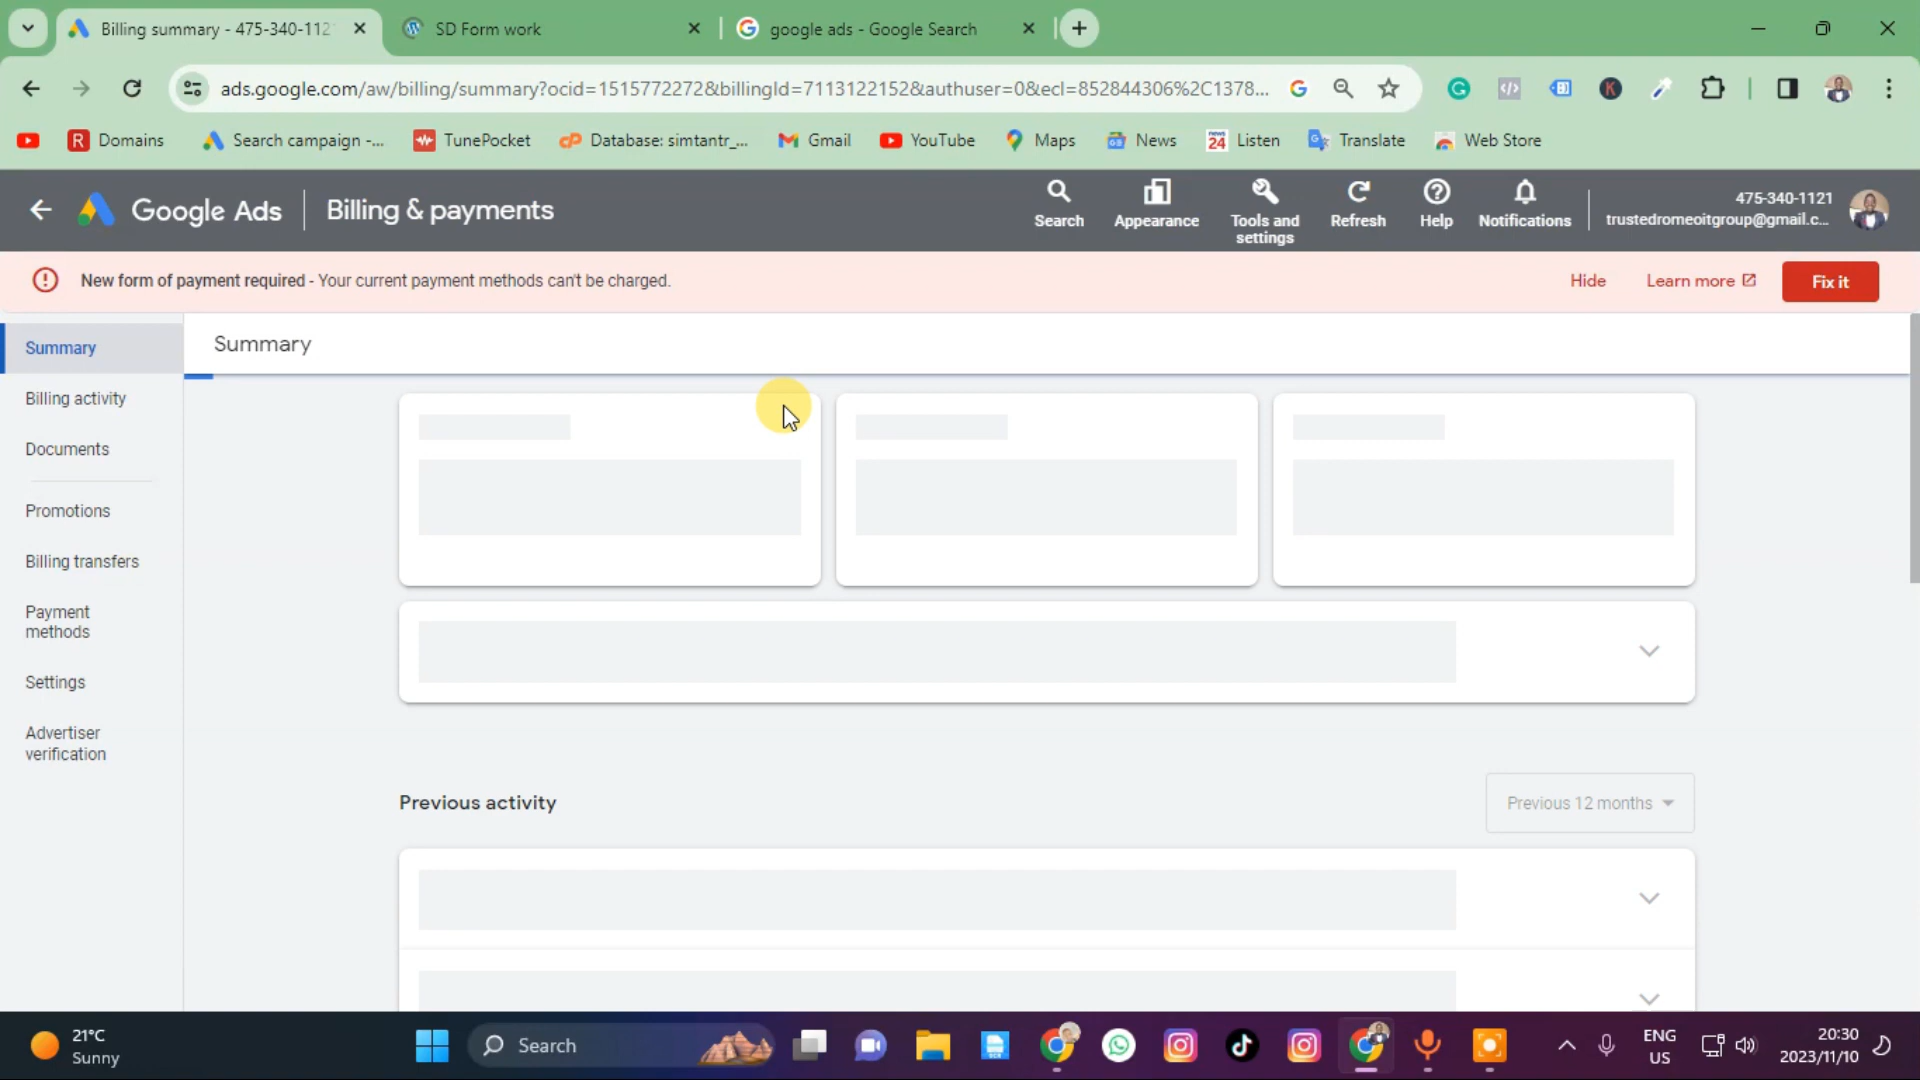 Billing summary - 475-340-112
SD Form work
google ads - Google Search
ads.google.com/aw/billing/summary?ocid=1515772272&billingId=7113122152&authuser=0&ecl=852844306%2C1378...
Domains
Search campaign -...
TunePocket
Database: simtantr_...
Gmail
YouTube
Maps
News
Listen
Translate
Web Store
Google Ads
Billing & payments
Search
Appearance
Tools and
settings
Refresh
Help
Notifications
475-340-1121
trustedromeoitgroup@gmail.c...
New form of payment required - Your current payment methods can't be charged.
Hide
Learn more
Fix it
Summary
Billing activity
Documents
Promotions
Billing transfers
Payment
methods
Settings
Advertiser
verification
Summary
Previous activity
Previous 12 months
21°C
Sunny
Search
ENG
US
20:30
2023/11/10